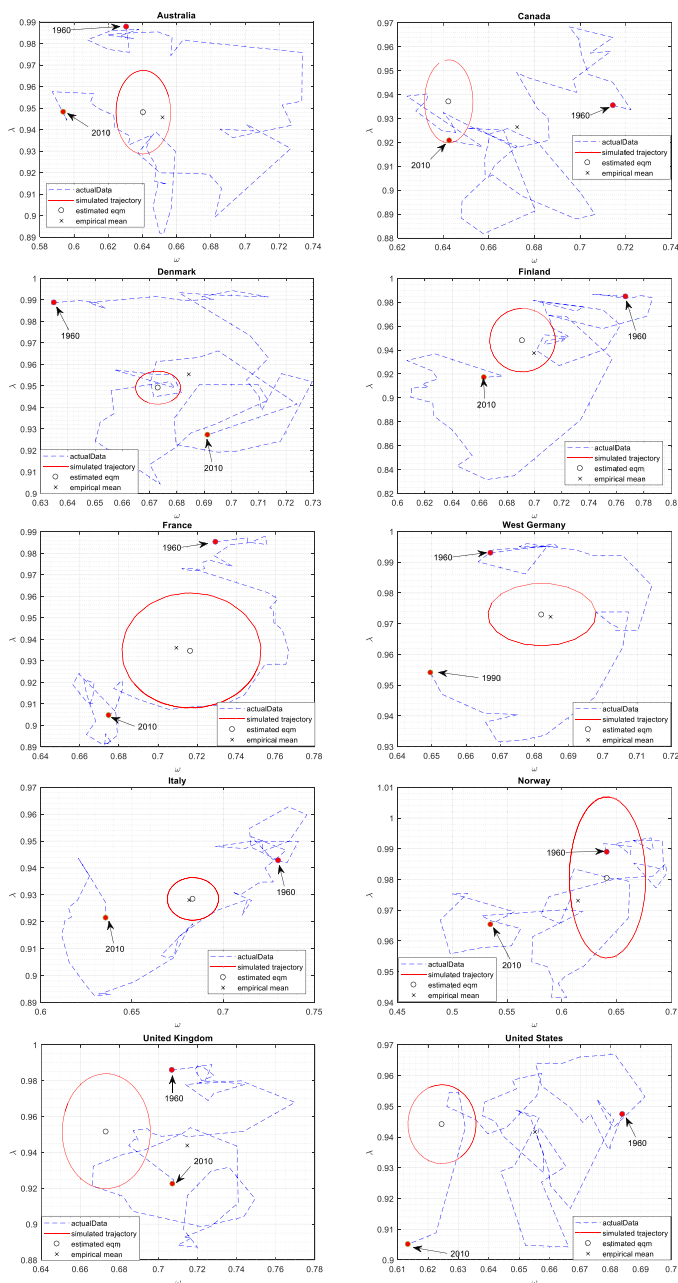 Australia
0.99
0.98
0.97
0.96
0.95
0.94
0.93
0.92
0.91
0.9
0.89
λ
1960
2010
actualData
simulated trajectory
estimated eqm
empirical mean
0.58 0.6 0.62 0.64 0.66 0.68 0.7 0.72 0.74
ω
Canada
0.97
0.96
0.95
0.94
0.93
0.92
0.91
0.9
0.89
0.88
λ
1960
2010
actualData
simulated trajectory
estimated eqm
empirical mean
0.62 0.64 0.66 0.68 0.7 0.72 0.74
ω
Denmark
1
0.99
0.98
0.97
0.96
0.95
0.94
0.93
0.92
0.91
0.9
λ
1960
2010
actualData
simulated trajectory
estimated eqm
empirical mean
0.63 0.64 0.65 0.66 0.67 0.68 0.69 0.7 0.71 0.72 0.73
ω
Finland
1
0.98
0.96
0.94
0.92
0.9
0.88
0.86
0.84
0.82
λ
1960
2010
actualData
simulated trajectory
estimated eqm
empirical mean
0.6 0.62 0.64 0.66 0.68 0.7 0.72 0.74 0.76 0.78 0.8
ω
France
0.99
0.98
0.97
0.96
0.95
0.94
0.93
0.92
0.91
0.9
0.89
λ
1960
2010
actualData
simulated trajectory
estimated eqm
empirical mean
0.64 0.66 0.68 0.7 0.72 0.74 0.76 0.78
ω
West Germany
1
0.99
0.98
0.97
0.96
0.95
0.94
0.93
λ
1960
1990
actualData
simulated trajectory
estimated eqm
empirical mean
0.64 0.65 0.66 0.67 0.68 0.69 0.7 0.71 0.72
ω
Italy
0.97
0.96
0.95
0.94
0.93
0.92
0.91
0.9
0.89
λ
1960
2010
actualData
simulated trajectory
estimated eqm
empirical mean
0.6 0.65 0.7 0.75
ω
Norway
1.01
1
0.99
0.98
0.97
0.96
0.95
0.94
λ
1960
2010
actualData
simulated trajectory
estimated eqm
empirical mean
0.45 0.5 0.55 0.6 0.65 0.7
ω
United Kingdom
1
0.98
0.96
0.94
0.92
0.9
0.88
λ
1960
2010
actualData
simulated trajectory
estimated eqm
empirical mean
0.64 0.66 0.68 0.7 0.72 0.74 0.76 0.78 0.8
ω
United States
0.97
0.96
0.95
0.94
0.93
0.92
0.91
0.9
λ
1960
2010
actualData
simulated trajectory
estimated eqm
empirical mean
0.61 0.62 0.63 0.64 0.65 0.66 0.67 0.68 0.69 0.7
ω